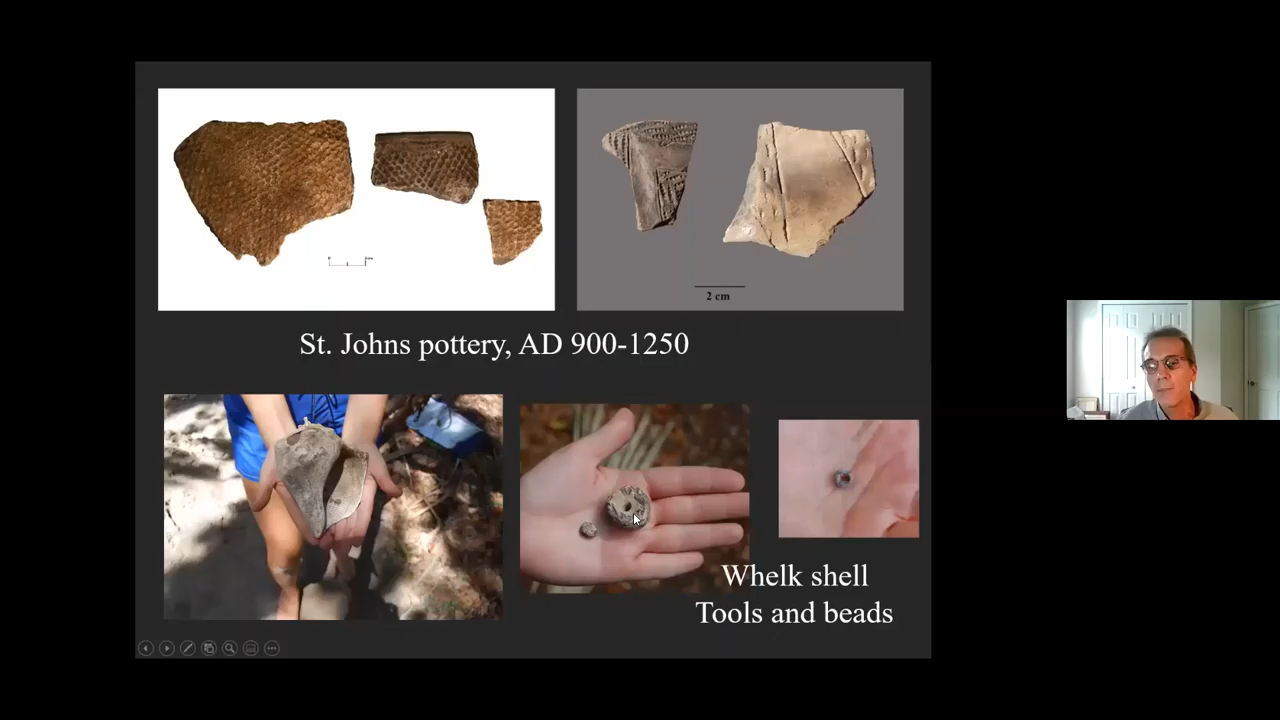 2 cm
St. Johns pottery, AD 900-1250
Whelk shell
Tools and beads